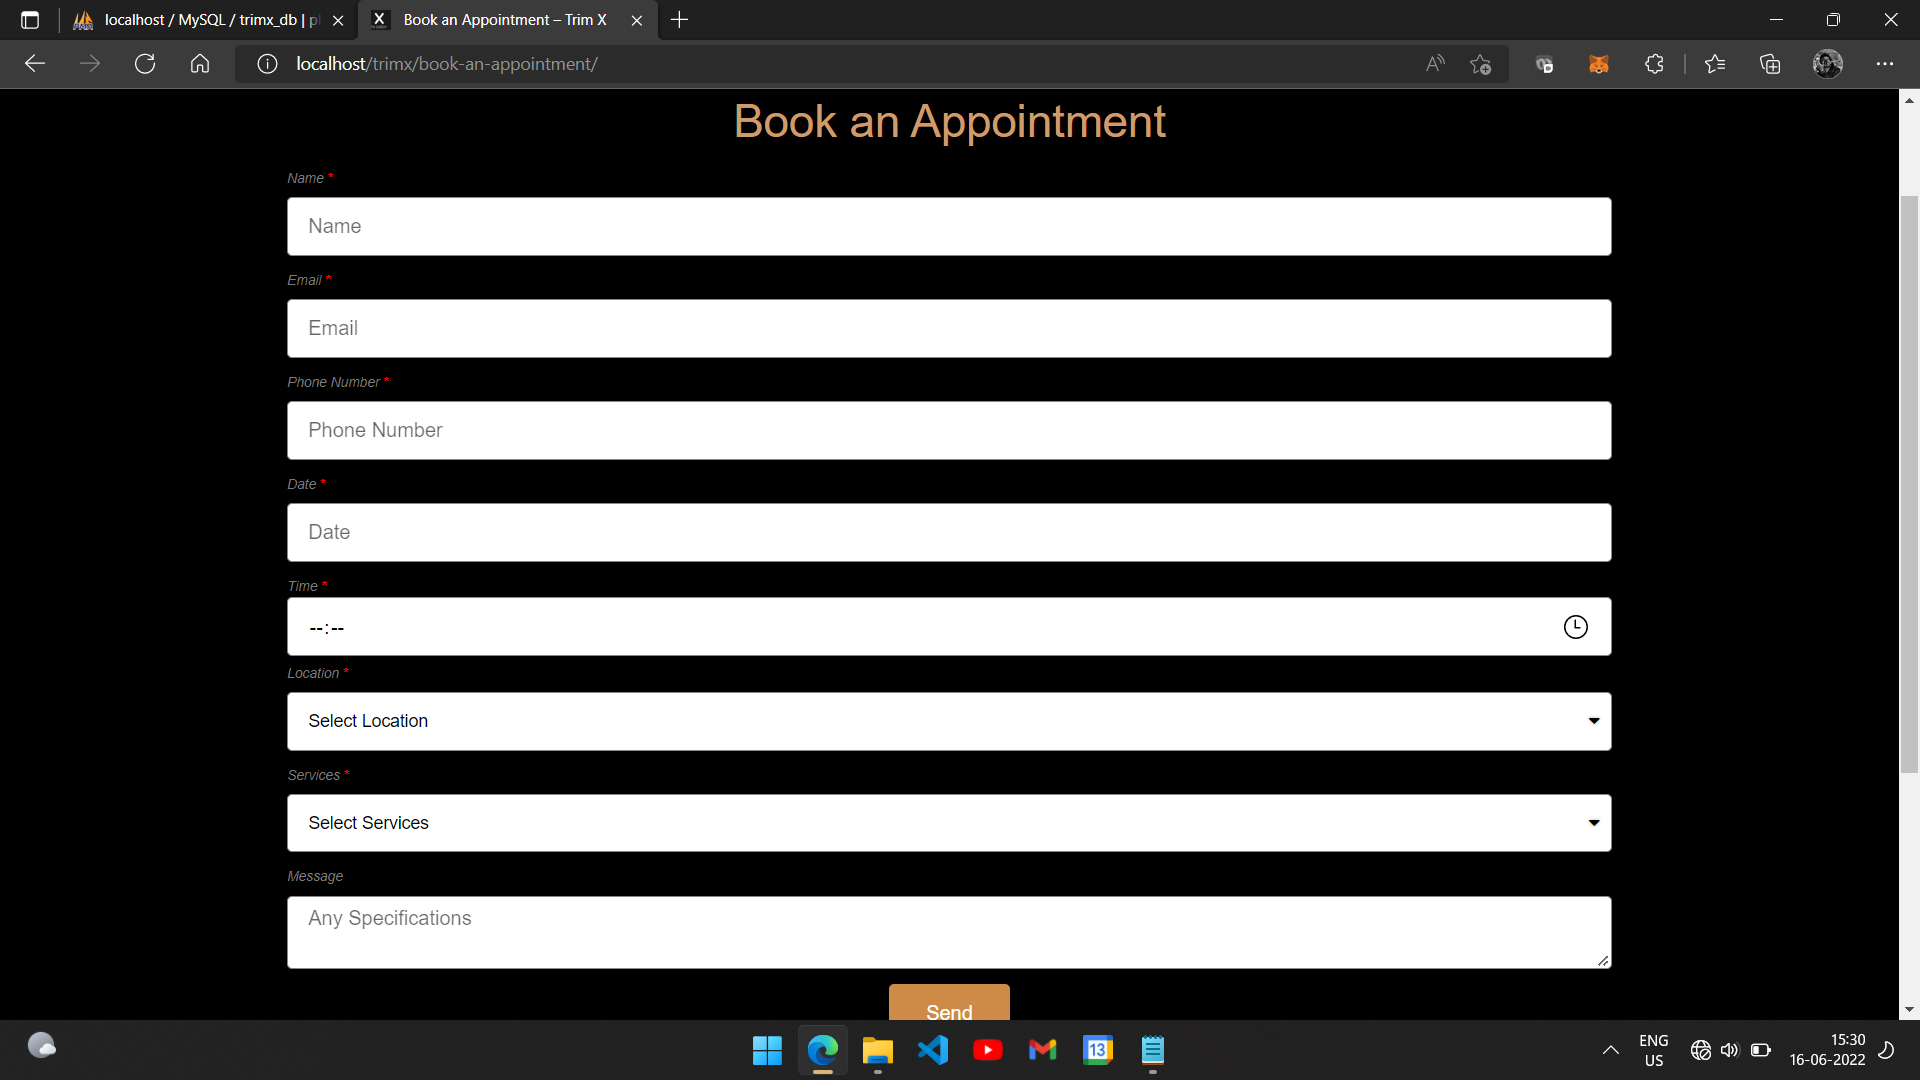 localhost / MySQL / trimx_db | pl
X
Book an Appointment – Trim X
localhost/trimx/book-an-appointment/
Book an Appointment
Name *
Name
Email *
Email
Phone Number *
Phone Number
Date *
Date
Time *
--:--
Location *
Select Location
Services *
Select Services
Message
Any Specifications
Send
13
ENG
US
15:30
16-06-2022